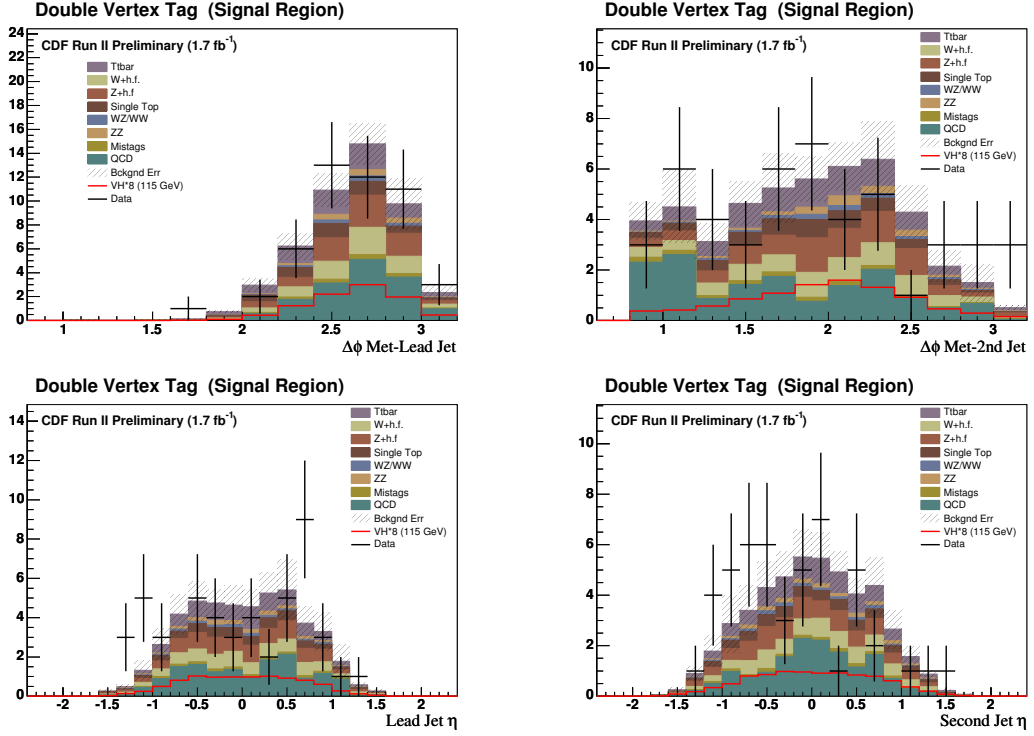 Double Vertex Tag (Signal Region)
CDF Run II Preliminary (1.7 fb-1)
Ttbar
W+h.f.
Z+h.f
Single Top
WZ/WW
ZZ
Mistags
QCD
Bckgnd Err
VH*8 (115 GeV)
Data
24
22
20
18
16
14
12
10
8
6
4
2
0
1 1.5 2 2.5 3
Δϕ Met-Lead Jet
Double Vertex Tag (Signal Region)
CDF Run II Preliminary (1.7 fb-1)
Ttbar
W+h.f.
Z+h.f
Single Top
WZ/WW
ZZ
Mistags
QCD
Bckgnd Err
VH*8 (115 GeV)
Data
10
8
6
4
2
0
1 1.5 2 2.5 3
Δϕ Met-2nd Jet
Double Vertex Tag (Signal Region)
CDF Run II Preliminary (1.7 fb-1)
Ttbar
W+h.f.
Z+h.f
Single Top
WZ/WW
ZZ
Mistags
QCD
Bckgnd Err
VH*8 (115 GeV)
Data
14
12
10
8
6
4
2
0
-2 -1.5 -1 -0.5 0 0.5 1 1.5 2
Lead Jet η
Double Vertex Tag (Signal Region)
CDF Run II Preliminary (1.7 fb-1)
Ttbar
W+h.f.
Z+h.f
Single Top
WZ/WW
ZZ
Mistags
QCD
Bckgnd Err
VH*8 (115 GeV)
Data
10
8
6
4
2
0
-2 -1.5 -1 -0.5 0 0.5 1 1.5 2
Second Jet η